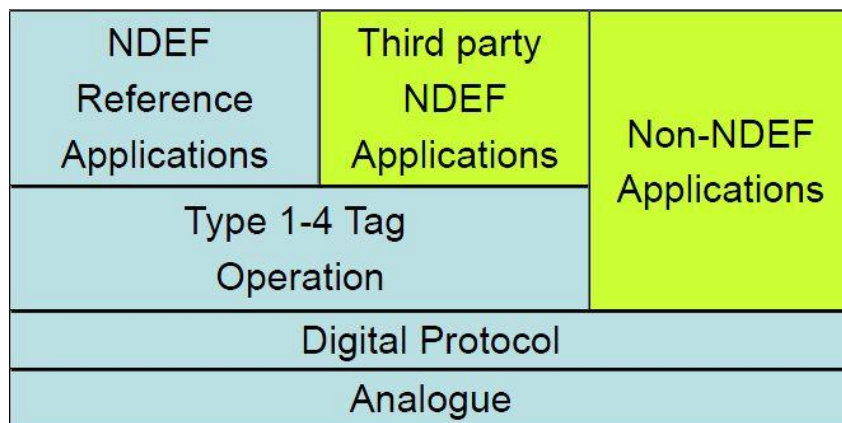 NDEF
Reference
Applications
Third party
NDEF
Applications
Non-NDEF
Applications
Type 1-4 Tag
Operation
Digital Protocol
Analogue